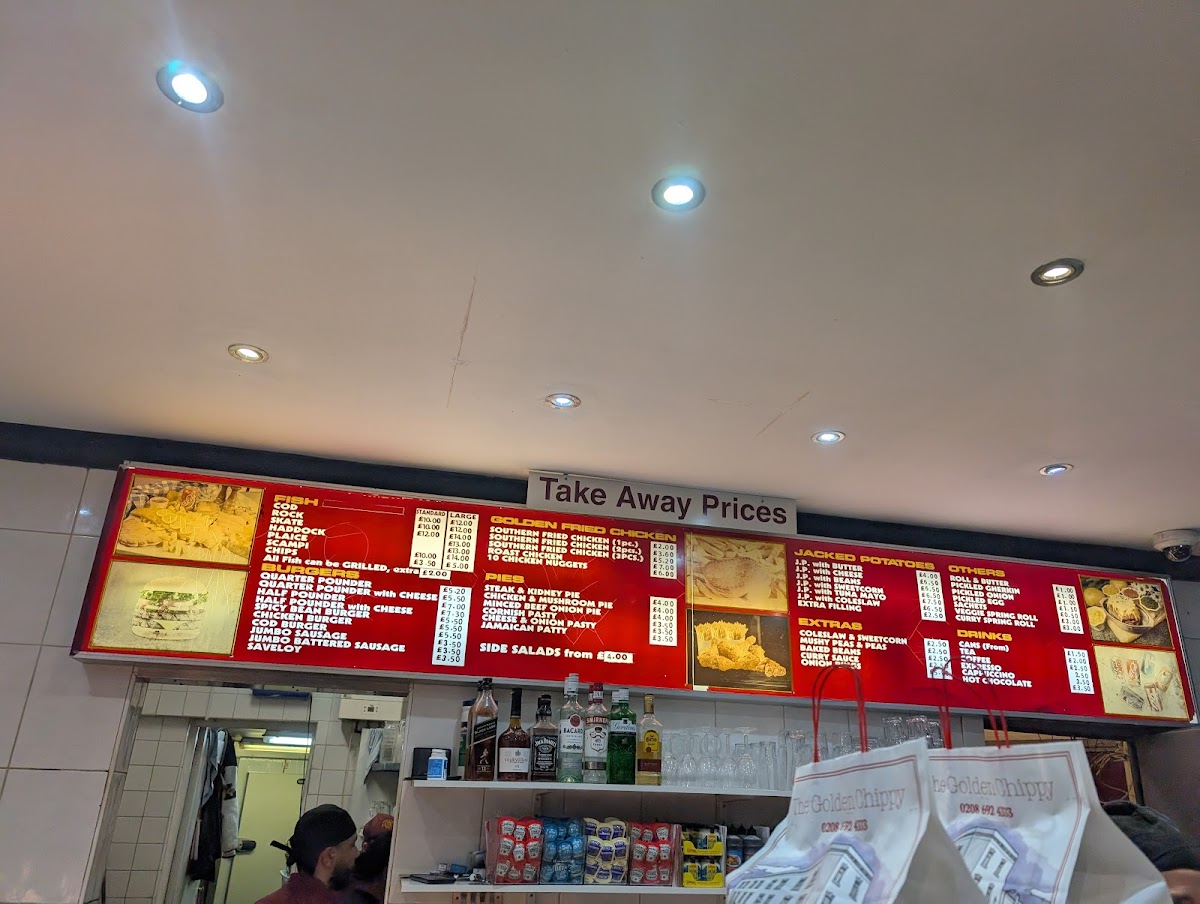 Take Away Prices
FISH
STANDARD LARGE
COD £10.00 £12.00
ROCK £10.00 £12.00
SKATE £12.00 £14.00
HADDOCK
PLAICE
SCAMPI £10.00
CHIPS £3.50 £5.00
All Fish can be GRILLED, extra £2.00
BURGERS
QUARTER POUNDER £5.20
QUARTER POUNDER with CHEESE £5.50
HALF POUNDER £7.00
HALF POUNDER with CHEESE £7.30
SPICY BEAN BURGER
CHICKEN BURGER
COD BURGER
JUMBO SAUSAGE
JUMBO BATTERED SAUSAGE
SAVELOY £3.50
GOLDEN FRIED CHICKEN
SOUTHERN FRIED CHICKEN (1pc.) £2.00
SOUTHERN FRIED CHICKEN (2pcs.) £3.60
SOUTHERN FRIED CHICKEN (3pcs.) £5.20
ROAST CHICKEN £7.00
10 CHICKEN NUGGETS £6.00
PIES
STEAK & KIDNEY PIE £4.00
CHICKEN & MUSHROOM PIE £4.00
MINCED BEEF ONION PIE £4.00
CORNISH PASTY
CHEESE & ONION PASTY £3.50
JAMAICAN PATTY £3.50
SIDE SALADS from £4.00
JACKED POTATOES
J.P. with BUTTER
J.P. with CHEESE
J.P. with BEANS
J.P. with SWEETCORN
J.P. with TUNA MAYO
J.P. with COLESLAW
EXTRA FILLING £2.50
EXTRAS
COLESLAW & SWEETCORN £2.50
MUSHY PEAS & PEAS
BAKED BEANS £2.50
CURRY SAUCE
ONION
OTHERS
ROLL & BUTTER
PICKLED GHERKIN
PICKLED ONION
PICKLED EGG
SACHETS
VEGGIE SPRING ROLL
CURRY SPRING ROLL £3.00
DRINKS
CANS (From) £1.50
TEA £2.00
COFFEE
EXPRESSO
CAPPUCCINO
HOT CHOCOLATE £3.50
BACARDI
SMIRNOFF
Gordon's
The Golden Chippy
0208 692 4333
The Golden Chippy
0208 692 4333